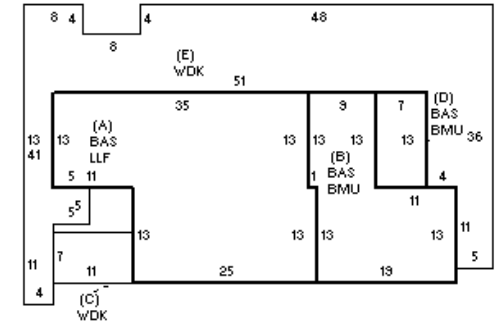 8 4 4 48
8
(E)
WDK
51
35 9 7 (D)
BAS
BMU
(A)
BAS
LLF
13 13 13 13 13 13 36
41
(B)
BAS
BMU
5 11 1 4
11
5 5
13 13 13 13 11
7
11 11 25 19 5
4
(C)
WDK